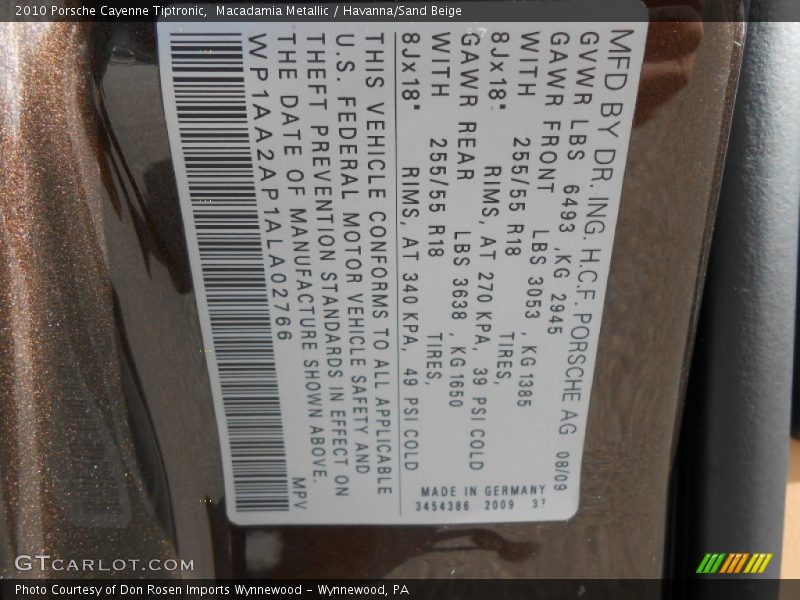 2010 Porsche Cayenne Tiptronic,  Macadamia Metallic / Havanna/Sand Beige
MFD BY DR. ING. H.C.F. PORSCHE AG 08/09
GVWR LBS 6493 ,KG 2945
GAWR FRONT LBS 3053 , KG 1385
WITH 255/55 R18 TIRES,
8Jx18" RIMS, AT 270 KPA, 39 PSI COLD
GAWR REAR LBS 3638 , KG 1650
WITH 255/55 R18 TIRES,
8Jx18" RIMS, AT 340 KPA, 49 PSI COLD
MADE IN GERMANY
3454386 2009 37
THIS VEHICLE CONFORMS TO ALL APPLICABLE
U.S. FEDERAL MOTOR VEHICLE SAFETY AND
THEFT PREVENTION STANDARDS IN EFFECT ON
THE DATE OF MANUFACTURE SHOWN ABOVE.
WP1AA2AP1ALA02766
MPV
GTCARLOT.COM
Photo Courtesy of Don Rosen Imports Wynnewood – Wynnewood, PA